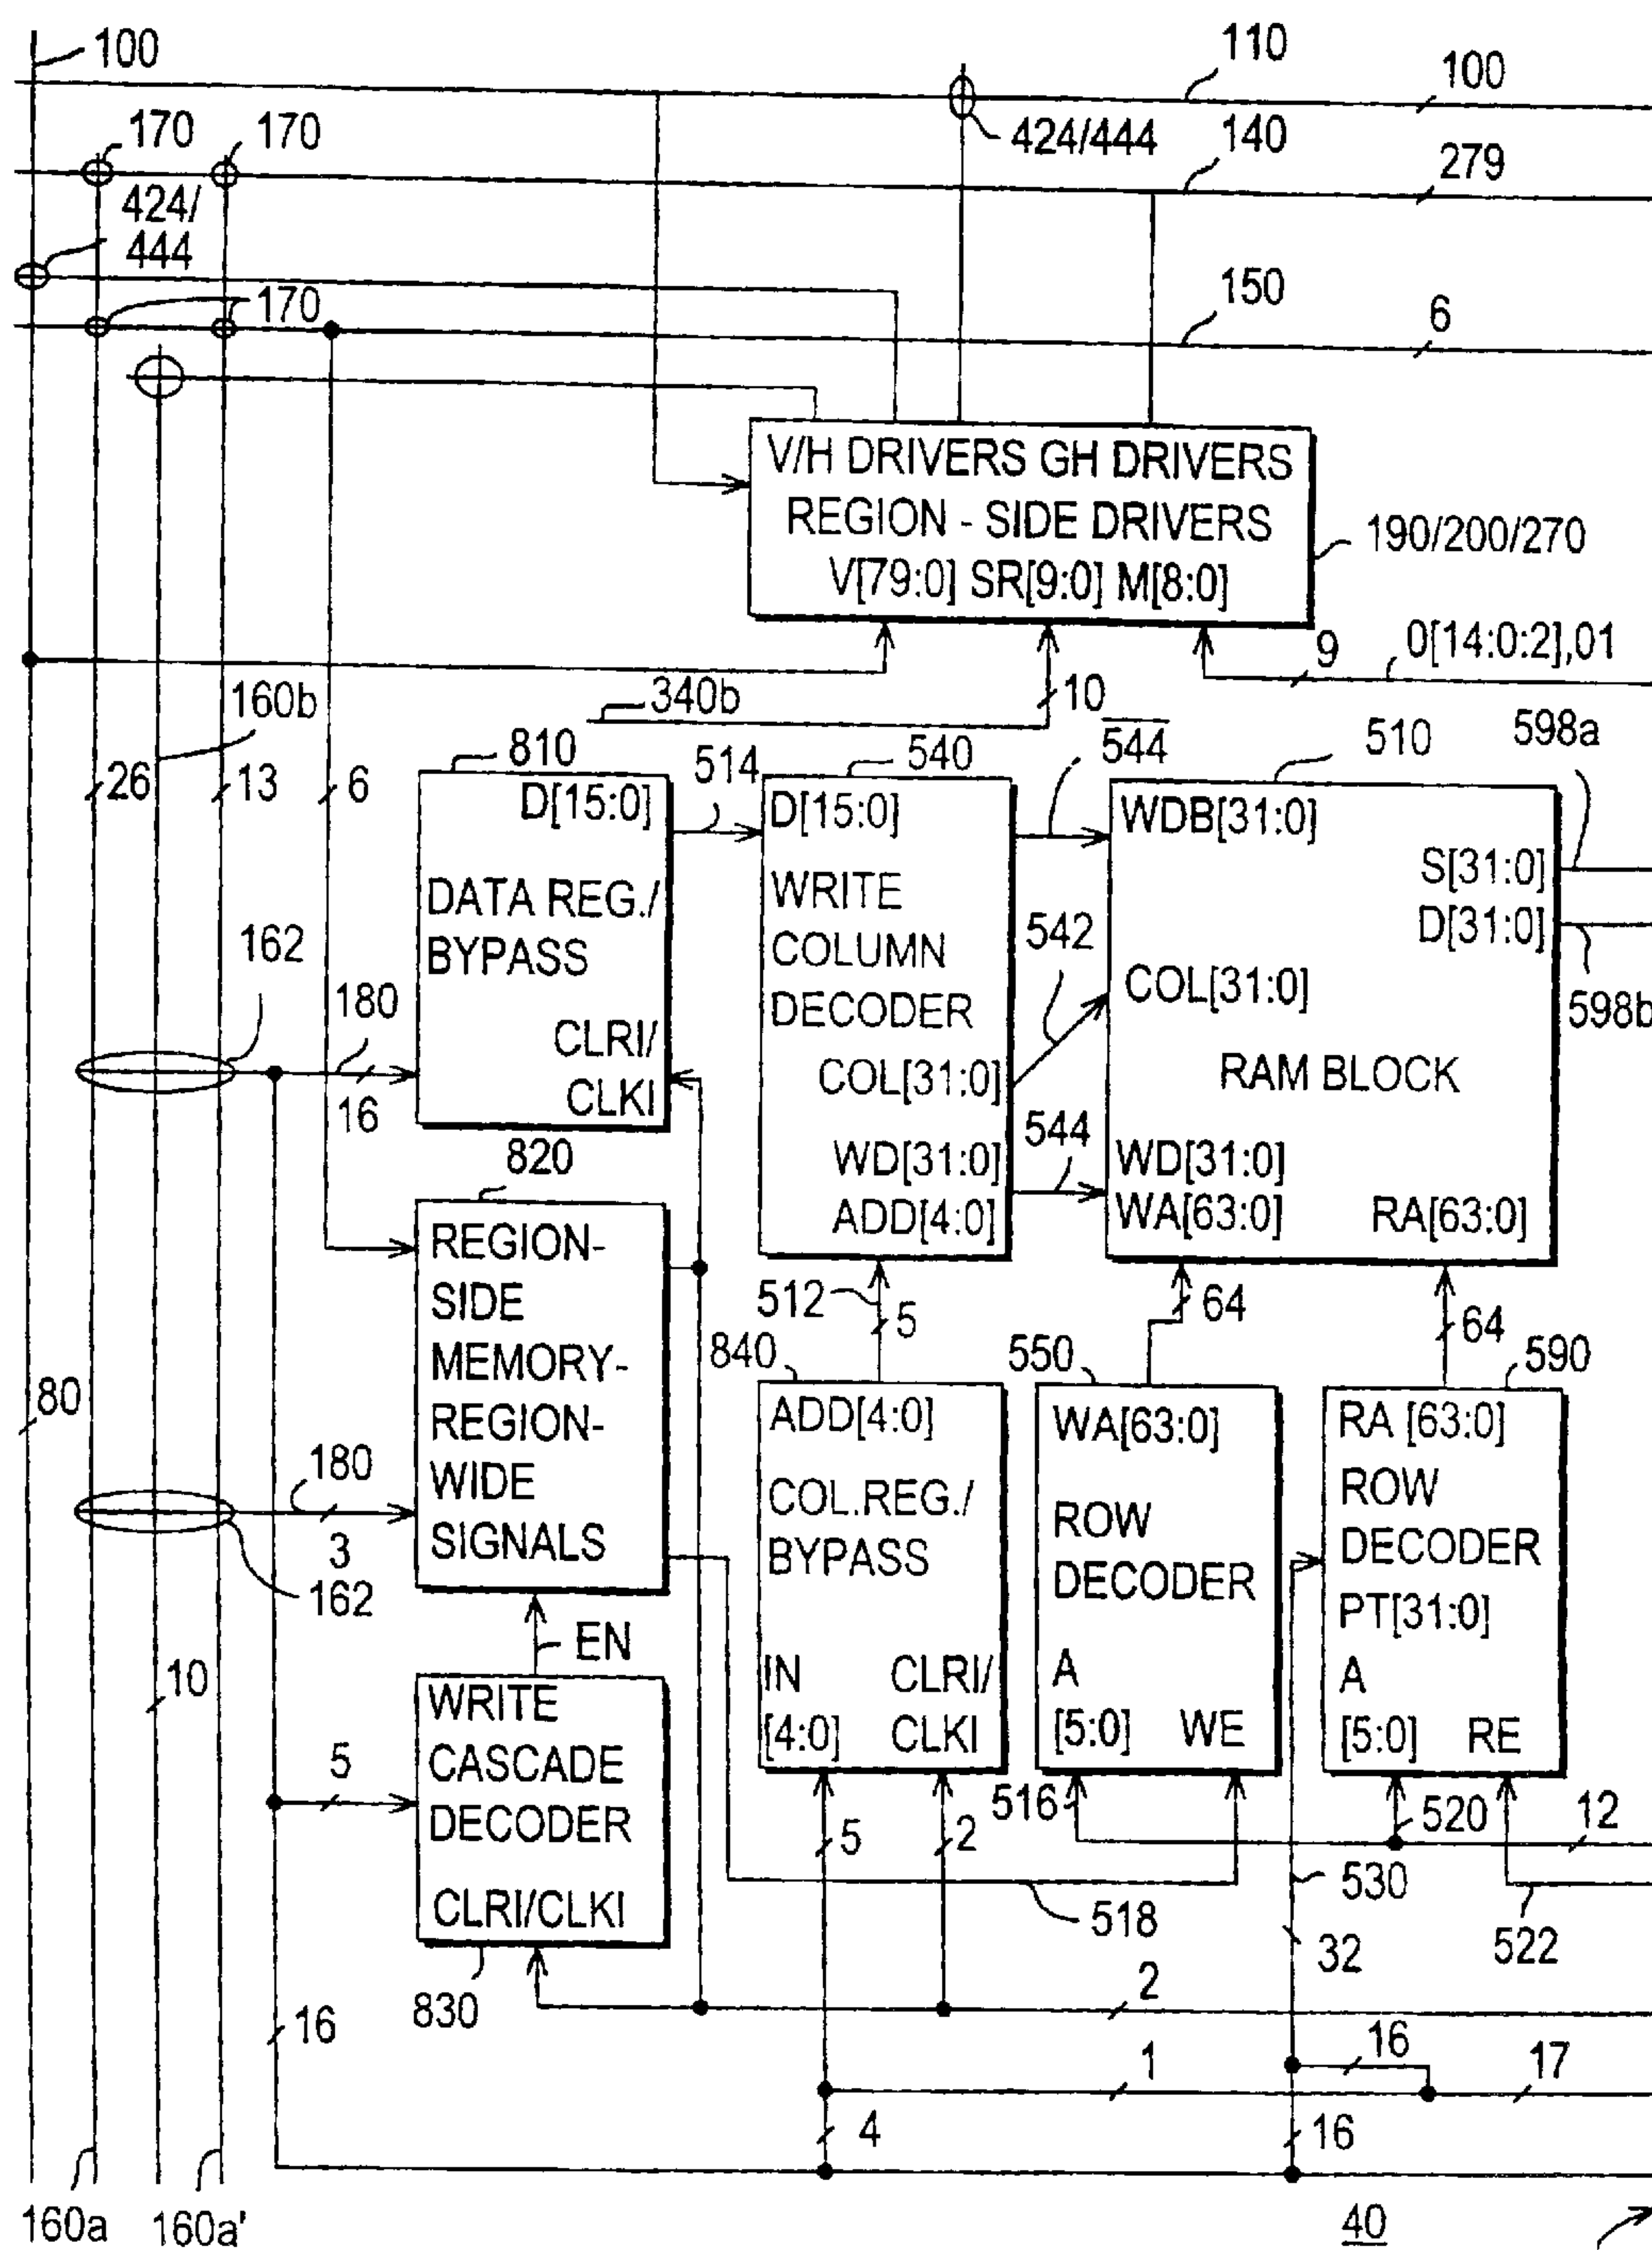 100
110
100
170
170
424/444
140
279
424/
444
170
150
6
V/H DRIVERS GH DRIVERS
REGION - SIDE DRIVERS
V[79:0] SR[9:0] M[8:0]
190/200/270
9
0[14:0:2],01
340b
10
160b
26
13
6
810
D[15:0]
DATA REG./
BYPASS
CLRI/
CLKI
514
540
D[15:0]
WRITE
COLUMN
DECODER
COL[31:0]
WD[31:0]
ADD[4:0]
544
542
544
510
WDB[31:0]
S[31:0]
D[31:0]
COL[31:0]
RAM BLOCK
WD[31:0]
WA[63:0]
RA[63:0]
598a
598b
162
180
16
820
REGION-
SIDE
MEMORY-
REGION-
WIDE
SIGNALS
80
180
3
162
512
5
64
64
840
ADD[4:0]
COL.REG./
BYPASS
IN
[4:0]
CLRI/
CLKI
550
WA[63:0]
ROW
DECODER
A
[5:0]
WE
590
RA [63:0]
ROW
DECODER
PT[31:0]
A
[5:0]
RE
EN
10
WRITE
CASCADE
DECODER
CLRI/CLKI
5
830
516
520
12
5
2
518
530
522
32
2
16
16
1
17
4
16
160a
160a'
40